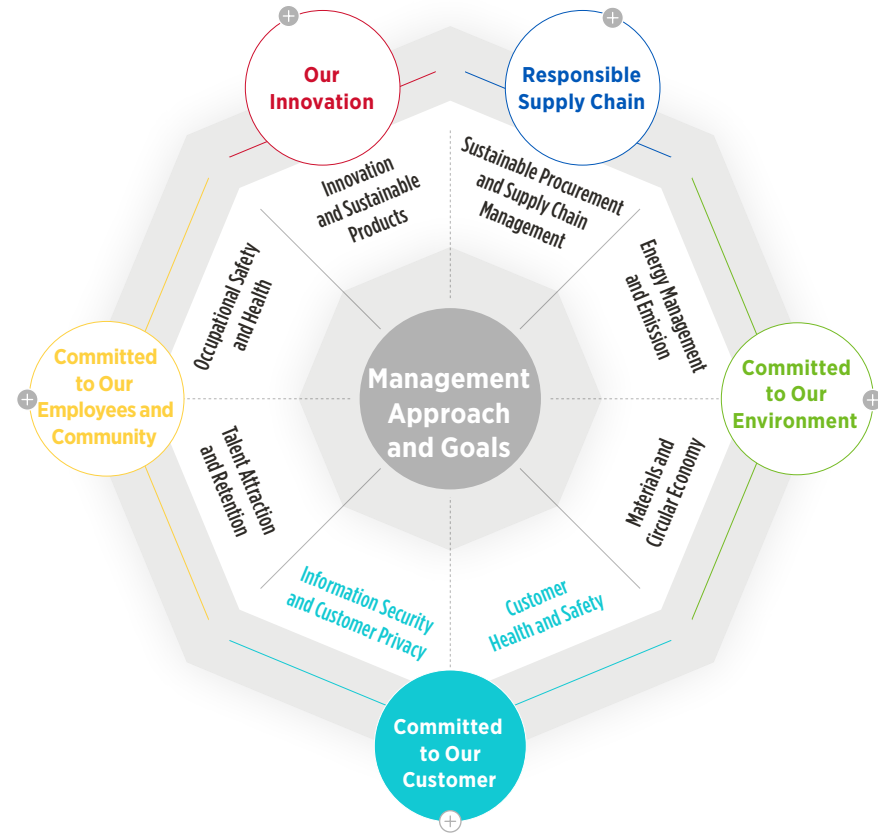 Our
Innovation
Responsible
Supply Chain
Innovation
and Sustainable
Products
Sustainable Procurement
and Supply Chain
Management
Occupational Safety
and Health
Energy Management
and Emission
Committed
to Our
Employees and
Community
Management
Approach
and Goals
Committed
to Our
Environment
Talent Attraction
and Retention
Materials and
Circular Economy
Information Security
and Customer Privacy
Customer
Health and Safety
Committed
to Our
Customer